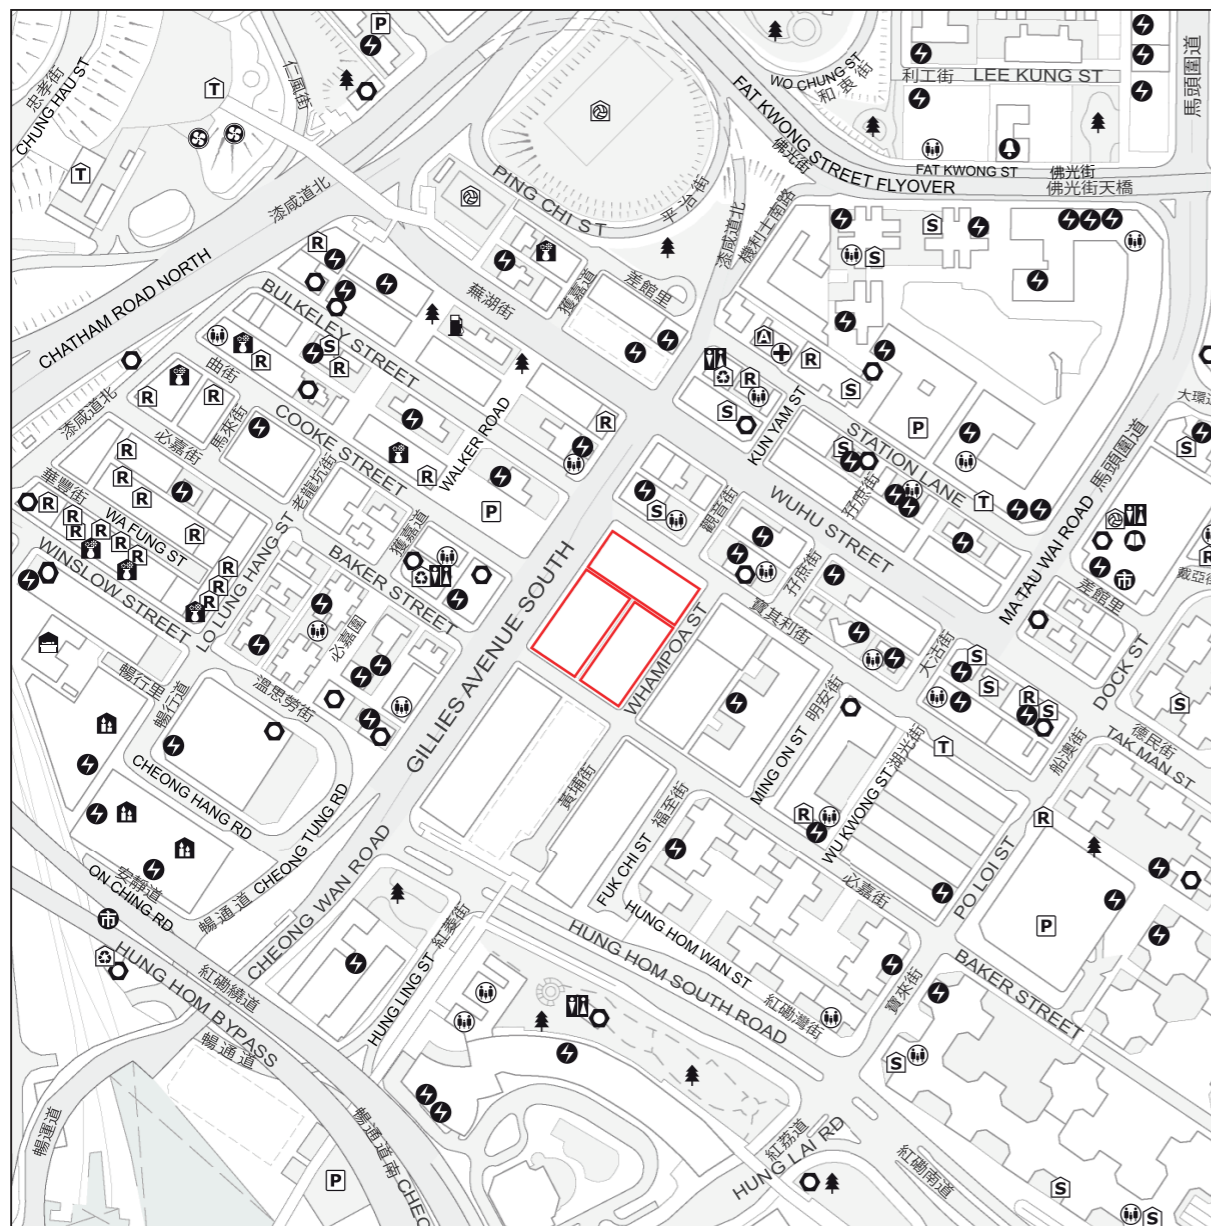 P
馬頭圍道
忠孝街
CHUNG HAU ST
仁風街
T
WO CHUNG ST
和衷街
利工街
LEE KUNG ST
FAT KWONG STREET FLYOVER
佛光街
FAT KWONG ST
佛光街
佛光街天橋
T
漆咸道北
PING CHI ST
平治街
漆咸道北
機利士南路
S
S
R
CHATHAM ROAD NORTH
BULKELEY STREET
蕪湖街
獲嘉道
差館里
A
R
S
R
S
R
R
曲街
COOKE STREET
WALKER ROAD
R
R
S
KUN YAM ST
STATION LANE
P
大環道
馬頭圍道
S
漆咸道北
R
R
馬來街
必嘉街
R
R
R
老龍坑街
R
P
S
WUHU STREET
孖庶街
T
MA TAU WAI ROAD
華豐街
R
R
R
R
R
R
WA FUNG ST
R
R
R
R
LO LUNG HANG ST
WINSLOW STREET
獲嘉道
BAKER STREET
必嘉圍
S
觀音街
孖庶街
寶其利街
差館里
戴亞街
R
GILLIES AVENUE SOUTH
WHAMPOA ST
大沽街
S
S
R
S
DOCK ST
S
暢行里
暢行道
溫思勞街
明安街
MING ON ST
湖光街
WU KWONG ST
T
船澳街
德民街
TAK MAN ST
CHEONG HANG RD
CHEONG TUNG RD
暢通道
黃埔街
福至街
FUK CHI ST
R
R
必嘉街
PO LOI ST
P
ON CHING RD
安靜道
CHEONG WAN ROAD
紅菱街
HUNG LING ST
HUNG HOM WAN ST
HUNG HOM SOUTH ROAD
紅磡灣街
寶來街
BAKER STREET
紅磡繞道
HUNG HOM BYPASS
暢通道
暢運道
暢通道南
CHEO
P
S
紅荔道
HUNG LAI RD
紅磡南道
S
S